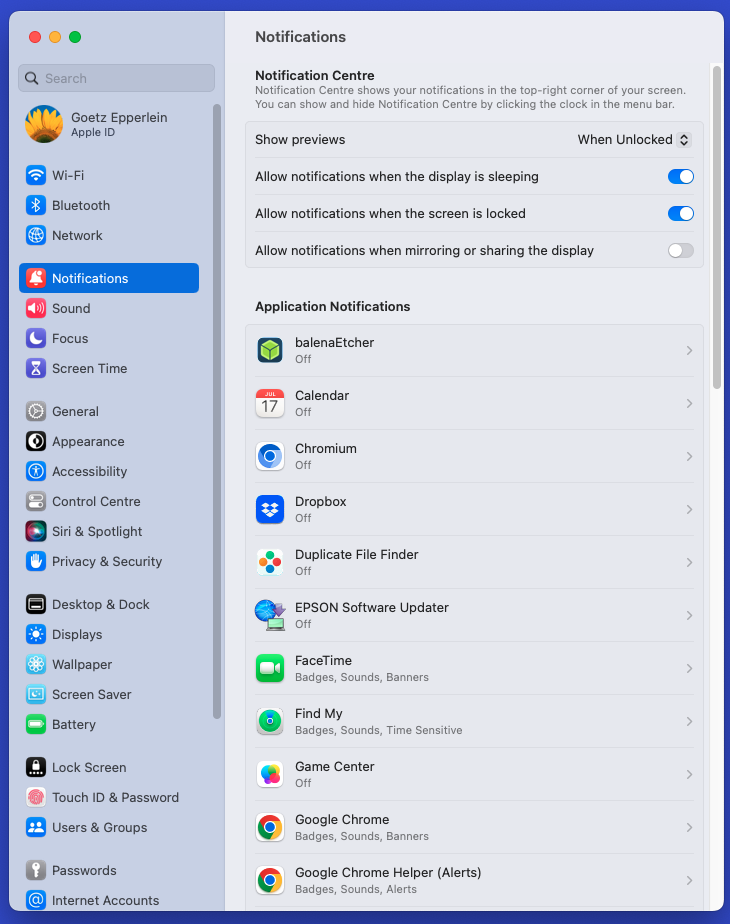 Notifications
Search
Goetz Epperlein
Apple ID
Wi-Fi
Bluetooth
Network
Notifications
Sound
Focus
Screen Time
General
Appearance
Accessibility
Control Centre
Siri & Spotlight
Privacy & Security
Desktop & Dock
Displays
Wallpaper
Screen Saver
Battery
Lock Screen
Touch ID & Password
Users & Groups
Passwords
Internet Accounts
Notification Centre
Notification Centre shows your notifications in the top-right corner of your screen.
You can show and hide Notification Centre by clicking the clock in the menu bar.
Show previews When Unlocked
Allow notifications when the display is sleeping
Allow notifications when the screen is locked
Allow notifications when mirroring or sharing the display
Application Notifications
balenaEtcher
Off
JUL
17
Calendar
Off
Chromium
Off
Dropbox
Off
Duplicate File Finder
Off
EPSON Software Updater
Off
FaceTime
Badges, Sounds, Banners
Find My
Badges, Sounds, Time Sensitive
Game Center
Off
Google Chrome
Badges, Sounds, Banners
Google Chrome Helper (Alerts)
Badges, Sounds, Alerts